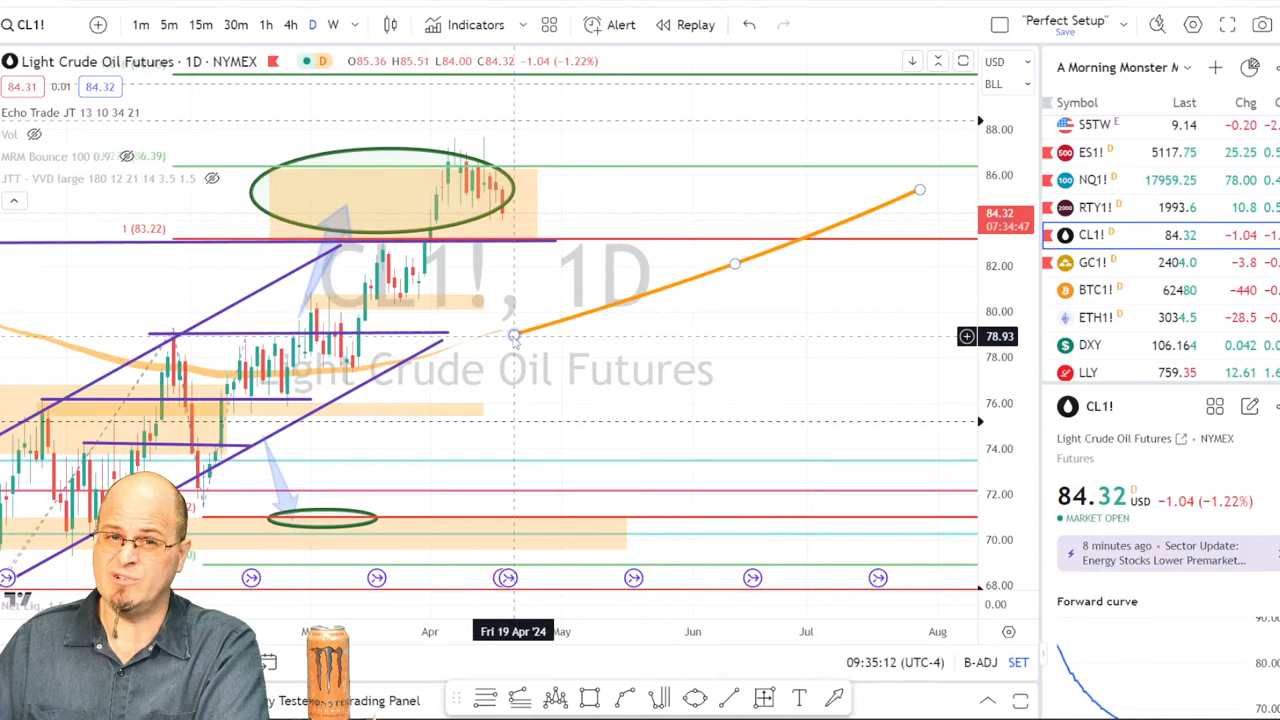 CL1!
1m 5m 15m 30m 1h 4h D W
Indicators
Alert
Replay
"Perfect Setup"
Save
Light Crude Oil Futures · 1D · NYMEX
D
O85.36 H85.51 L84.00 C84.32 −1.04 (−1.22%)
84.31 0.01 84.32
Echo Trade JT 13 10 34 21
Vol
MRM Bounce 100 0.9
JTT - VVD large 180 12 21 14 3.5 1.5
1 (83.22)
CL1!, 1D
Light Crude Oil Futures
USD
BLL
88.00
86.00
84.32
07:34:47
82.00
80.00
78.93
78.00
76.00
74.00
72.00
70.00
68.00
0.00
Apr
Fri 19 Apr '24
May
Jun
Jul
Aug
09:35:12 (UTC-4)
B-ADJ
SET
Trading Panel
A Morning Monster M
Symbol Last Chg
S5TW E 9.14 −0.20
ES1! D 5117.75 25.25
NQ1! D 17959.25 78.00
RTY1! D 1993.6 10.8
CL1! D 84.32 −1.04
GC1! D 2404.0 −3.8
BTC1! D 62480 −440
ETH1! D 3034.5 −28.5
DXY 106.164 0.042
LLY 759.35 12.61
CL1!
Light Crude Oil Futures · NYMEX
Futures
84.32 D USD −1.04 (−1.22%)
MARKET OPEN
8 minutes ago • Sector Update:
Energy Stocks Lower Premarket...
Forward curve
80.00
70.00